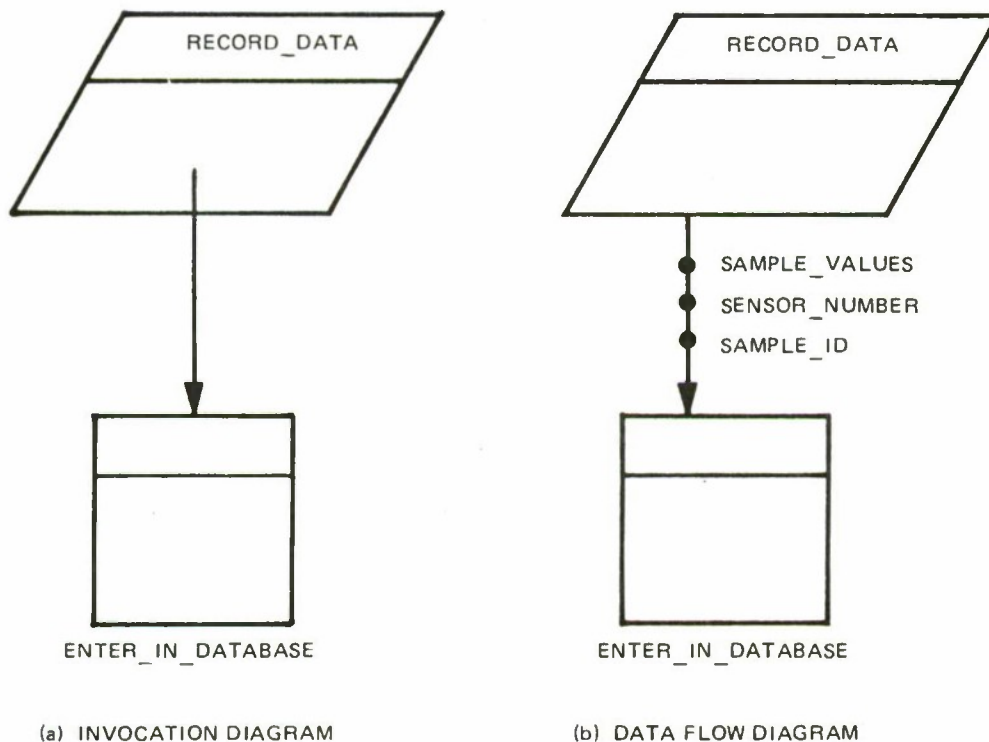 RECORD_DATA
ENTER_IN_DATABASE
(a) INVOCATION DIAGRAM
RECORD_DATA
SAMPLE_VALUES
SENSOR_NUMBER
SAMPLE_ID
ENTER_IN_DATABASE
(b) DATA FLOW DIAGRAM